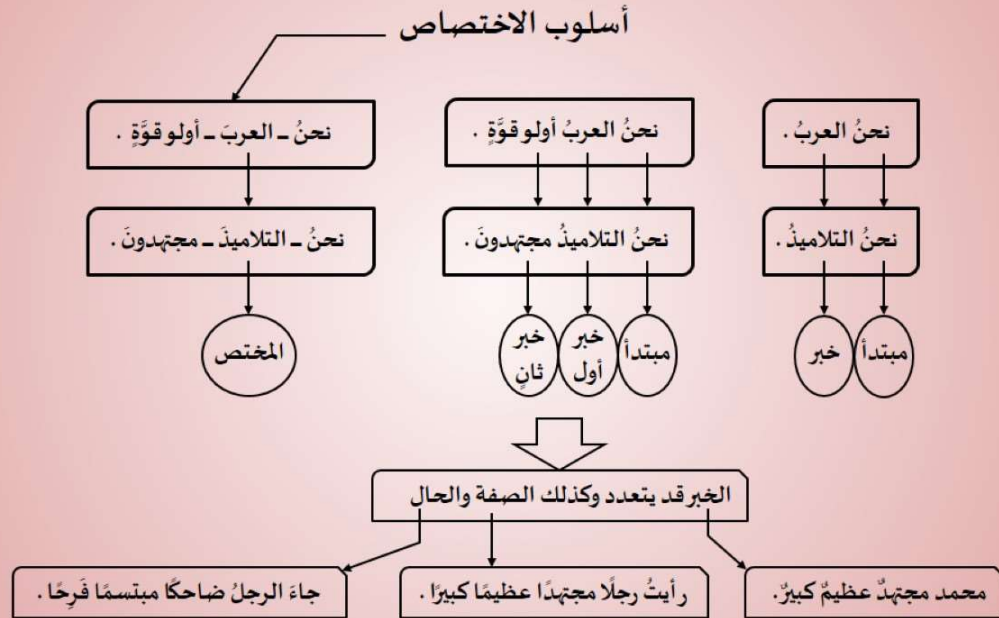 أسلوب الاختصاص
نحنُ العربُ .
نحنُ العربُ أولو قوَّةٍ .
نحنُ ـ العربَ ـ أولو قوَّةٍ .
نحنُ التلاميذُ .
نحنُ التلاميذُ مجتهدونَ .
نحنُ ـ التلاميذَ ـ مجتهدونَ .
مبتدأ
خبر
مبتدأ
خبر
أول
خبر
ثانٍ
المختص
الخبر قد يتعدد وكذلك الصفة والحال
محمد مجتهدٌ عظيمٌ كبيرٌ.
رأيتُ رجلًا مجتهدًا عظيمًا كبيرًا .
جاءَ الرجلُ ضاحكًا مبتسمًا فَرِحًا .